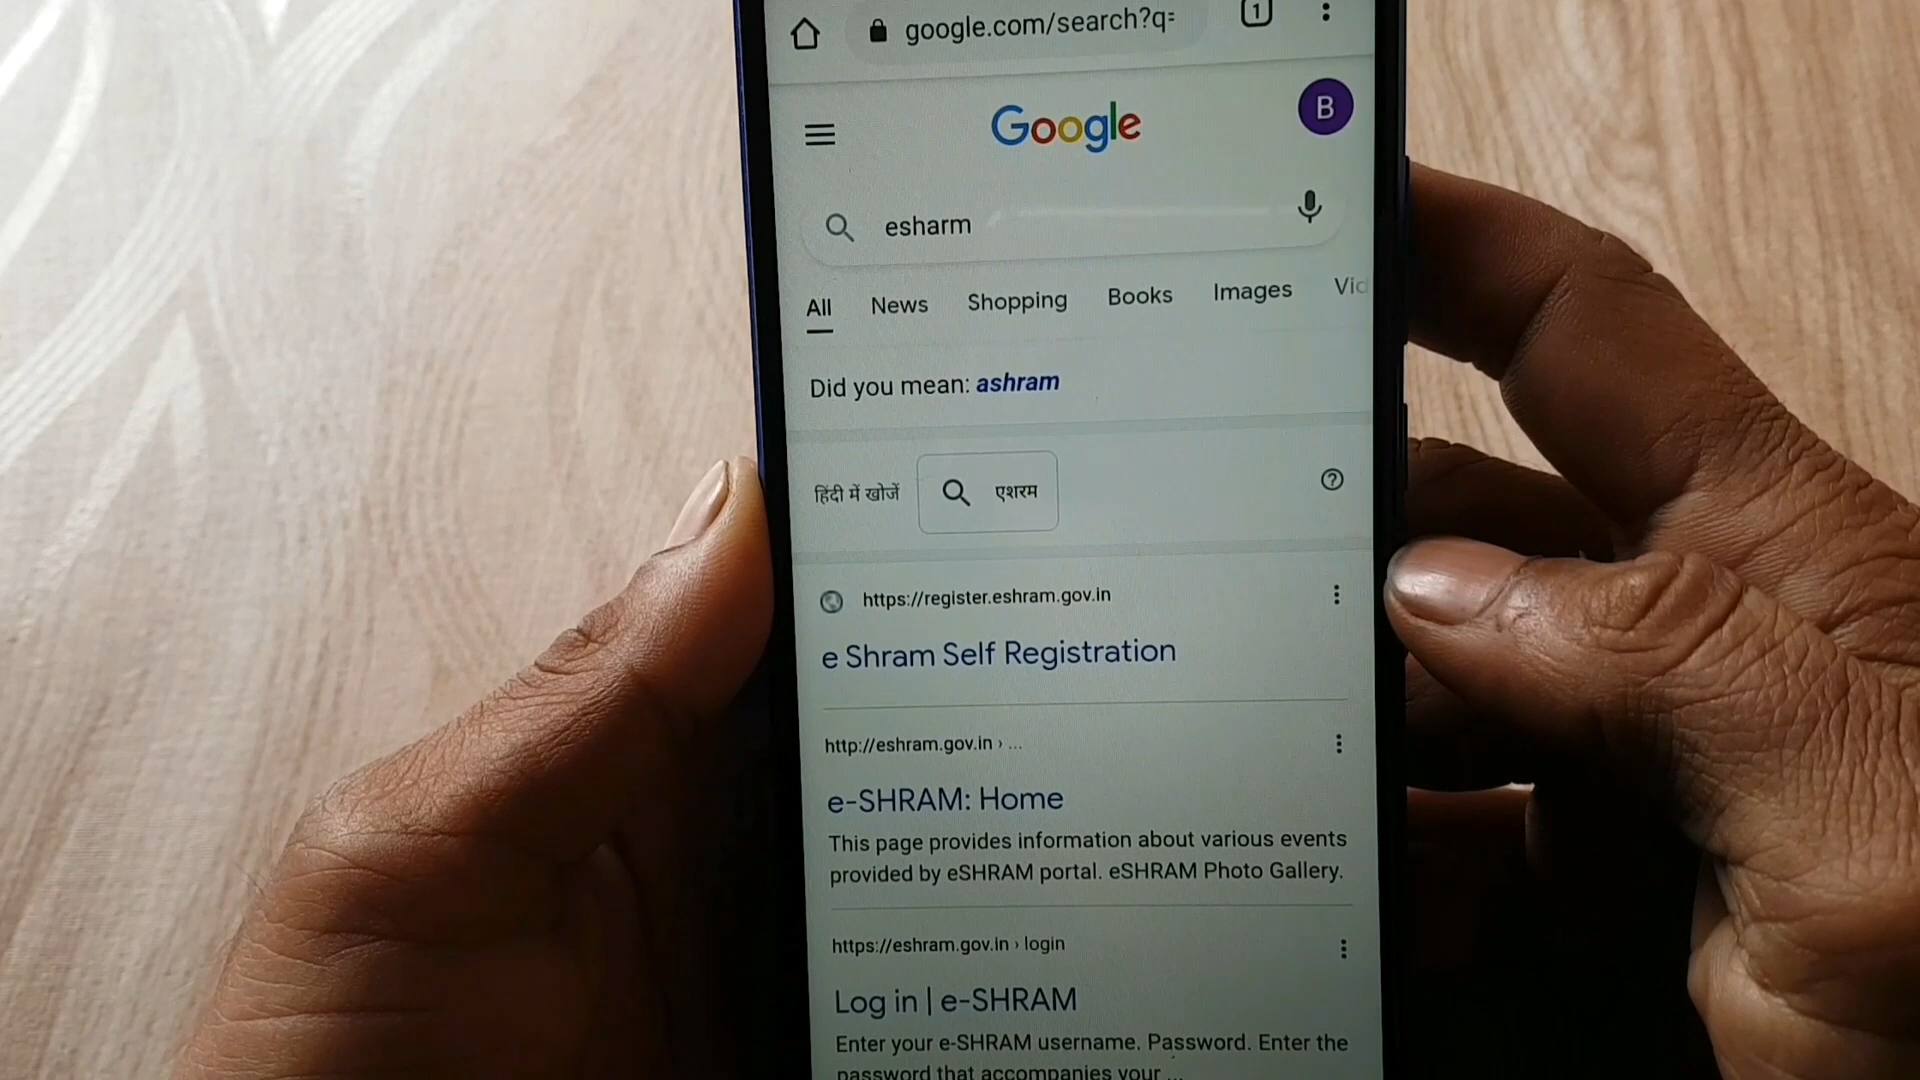 google.com/search?q=
1
Google
B
esharm
All News Shopping Books Images Vid
Did you mean: ashram
हिंदी में खोजें एशरम
https://register.eshram.gov.in
e Shram Self Registration
http://eshram.gov.in › ...
e-SHRAM: Home
This page provides information about various events
provided by eSHRAM portal. eSHRAM Photo Gallery.
https://eshram.gov.in › login
Log in | e-SHRAM
Enter your e-SHRAM username. Password. Enter the
password that accompanies your ...